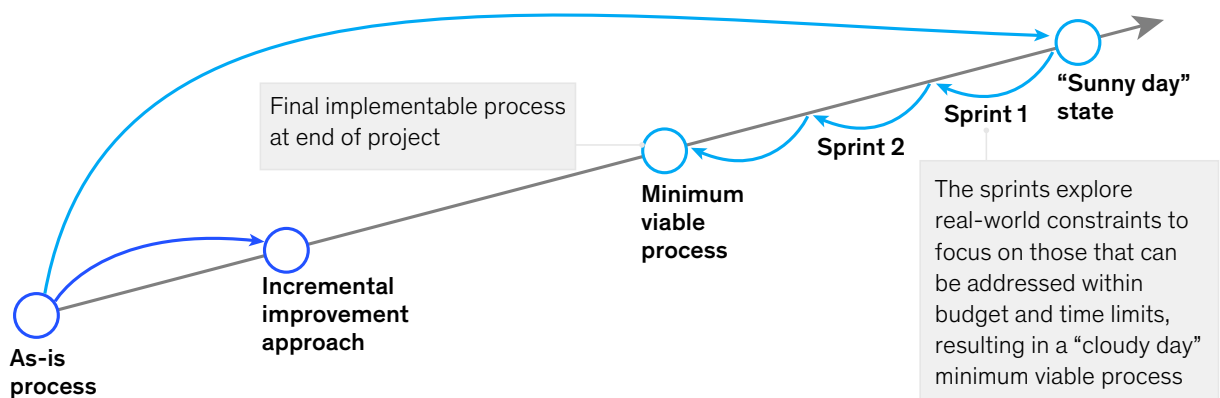 Final implementable process
at end of project
“Sunny day”
state
Sprint 1
Sprint 2
Minimum
viable
process
The sprints explore
real-world constraints to
focus on those that can
be addressed within
budget and time limits,
resulting in a “cloudy day”
minimum viable process
Incremental
improvement
approach
As-is
process